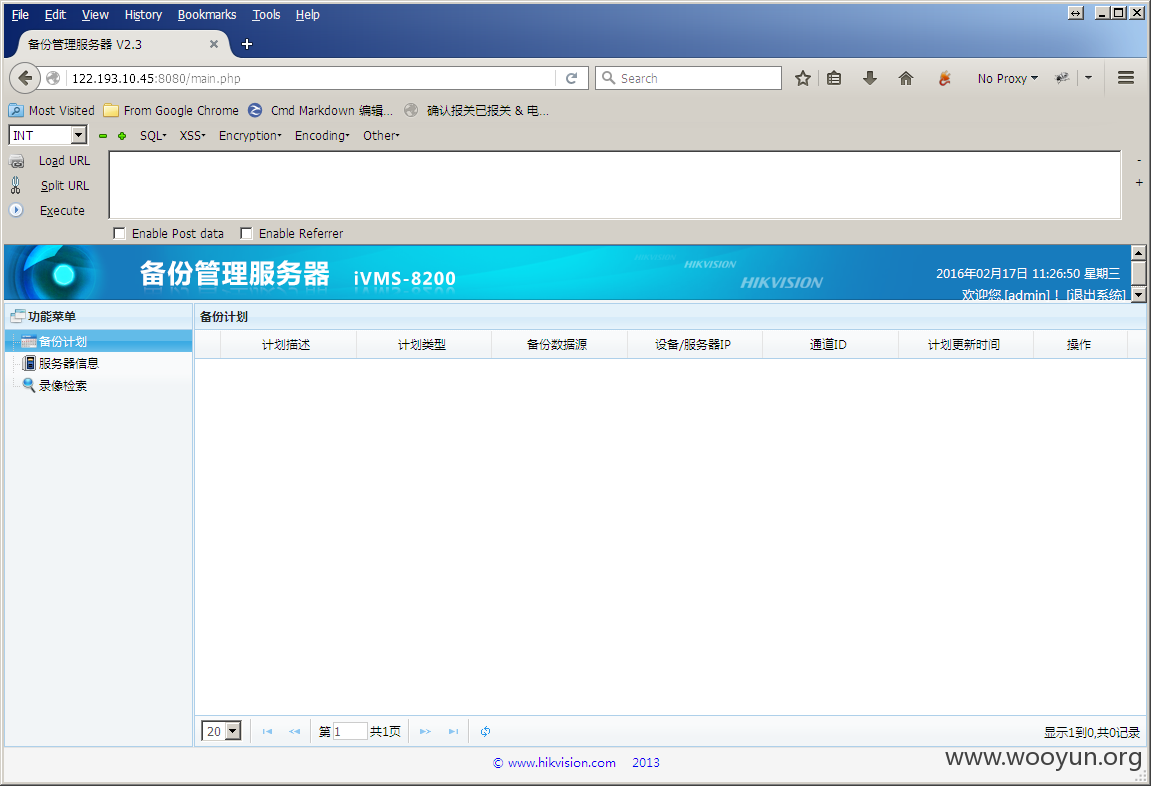 File Edit View History Bookmarks Tools Help
备份管理服务器 V2.3
122.193.10.45:8080/main.php
Search
No Proxy
Most Visited From Google Chrome Cmd Markdown 编辑... 确认报关已报关 & 电...
INT SQL XSS Encryption Encoding Other
Load URL
Split URL
Execute
Enable Post data Enable Referrer
备份管理服务器 iVMS-8200
HIKVISION
HIKVISION
HIKVISION
2016年02月17日 11:26:50 星期三
欢迎您,[admin]！ [退出系统]
功能菜单
备份计划
服务器信息
录像检索
备份计划
计划描述 计划类型 备份数据源 设备/服务器IP 通道ID 计划更新时间 操作
20 第 1 共1页 显示1到0,共0记录
© www.hikvision.com 2013
www.wooyun.org